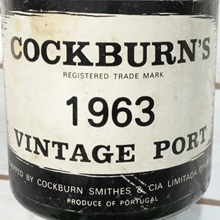 COCKBURN'S
REGISTERED TRADE MARK
1963
VINTAGE PORT
BY COCKBURN SMITHES & CIA LIMITADA
PRODUCE OF PORTUGAL